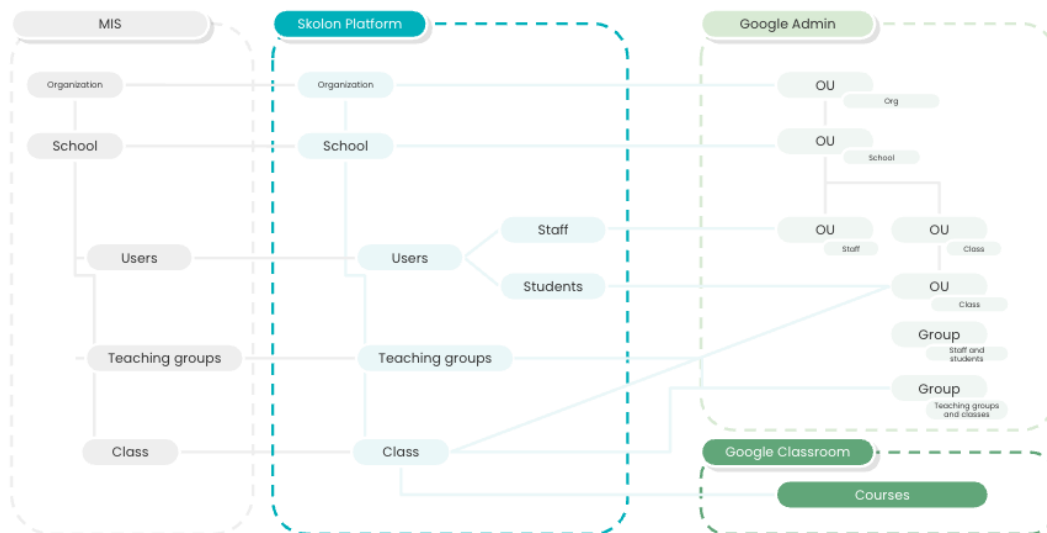 MIS
Skolon Platform
Google Admin
Organization
Organization
OU
Org
School
School
OU
School
Staff
OU
Staff
OU
Class
Users
Users
Students
OU
Class
Group
Staff and
students
Teaching groups
Teaching groups
Group
Teaching groups
and classes
Class
Class
Google Classroom
Courses